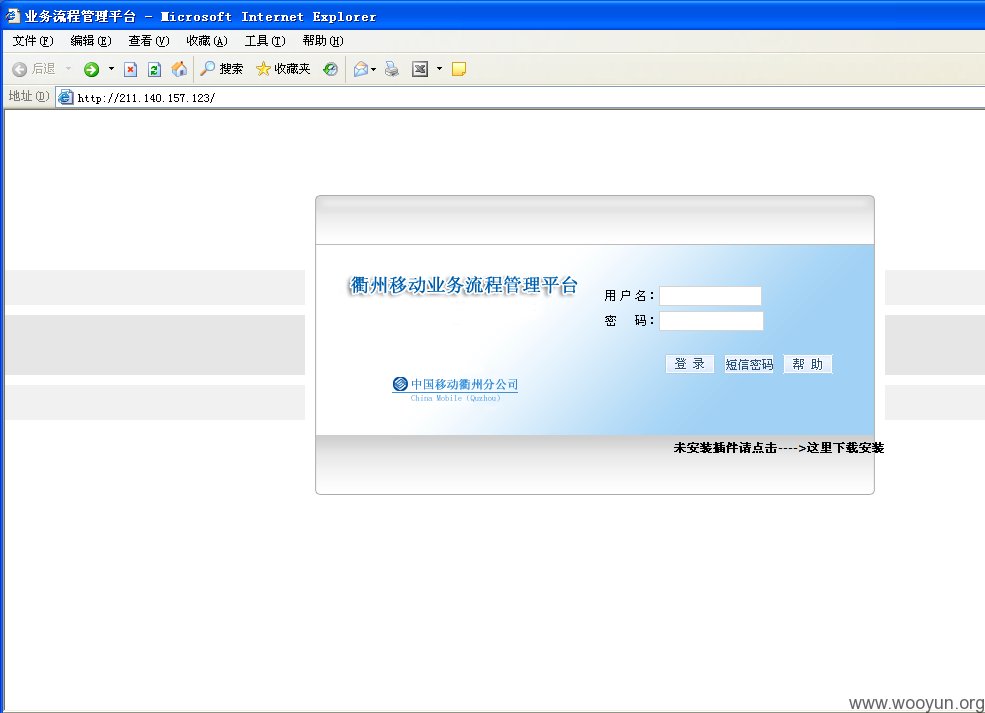 业务流程管理平台 - Microsoft Internet Explorer
文件(F) 编辑(E) 查看(V) 收藏(A) 工具(T) 帮助(H)
后退 搜索 收藏夹
地址(D) http://211.140.157.123/
衢州移动业务流程管理平台
用户名：
密 码：
登 录 短信密码 帮 助
中国移动衢州分公司
China Mobile (Quzhou)
未安装插件请点击---->这里下载安装
www.wooyun.org